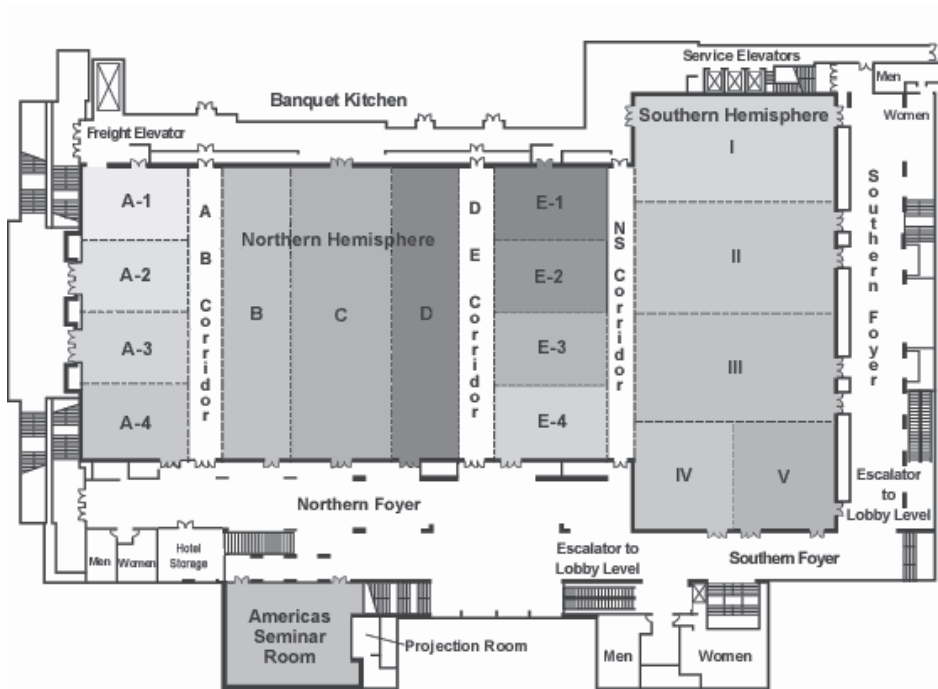 Service Elevators
Men
Banquet Kitchen
Women
Southern Hemisphere
Freight Elevator
I
A-1
A-2
A-3
A-4
A B Corridor
Northern Hemisphere
B
C
D
D E Corridor
E-1
E-2
E-3
E-4
NS Corridor
II
III
IV
V
Southern Foyer
Escalator
to
Lobby Level
Northern Foyer
Men
Women
Hotel
Storage
Escalator to
Lobby Level
Southern Foyer
Americas
Seminar
Room
Projection Room
Men
Women